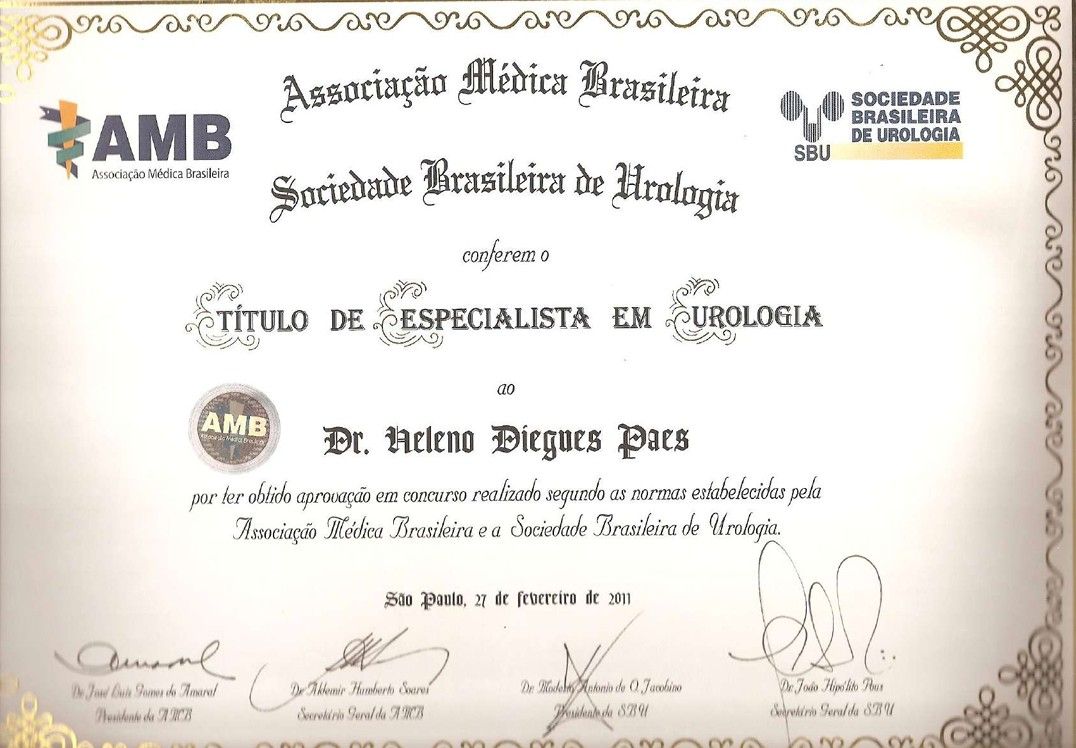 Associação Médica Brasileira
AMB
Associação Médica Brasileira
SOCIEDADE
BRASILEIRA
DE UROLOGIA
SBU
Sociedade Brasileira de Urologia
conferem o
TÍTULO DE ESPECIALISTA EM UROLOGIA
ao
AMB
Associação Médica Brasileira
Dr. Heleno Diegues Paes
por ter obtido aprovação em concurso realizado segundo as normas estabelecidas pela
Associação Médica Brasileira e a Sociedade Brasileira de Urologia.
São Paulo, 27 de fevereiro de 2011
Dr. José Luis Gomes do Amaral
Presidente da AMB
Dr. Aldemir Humberto Soares
Secretário Geral da AMB
Dr. Modesto Antonio de O. Jacobino
Presidente da SBU
Dr. João Hipólito Pous
Secretário Geral da SBU